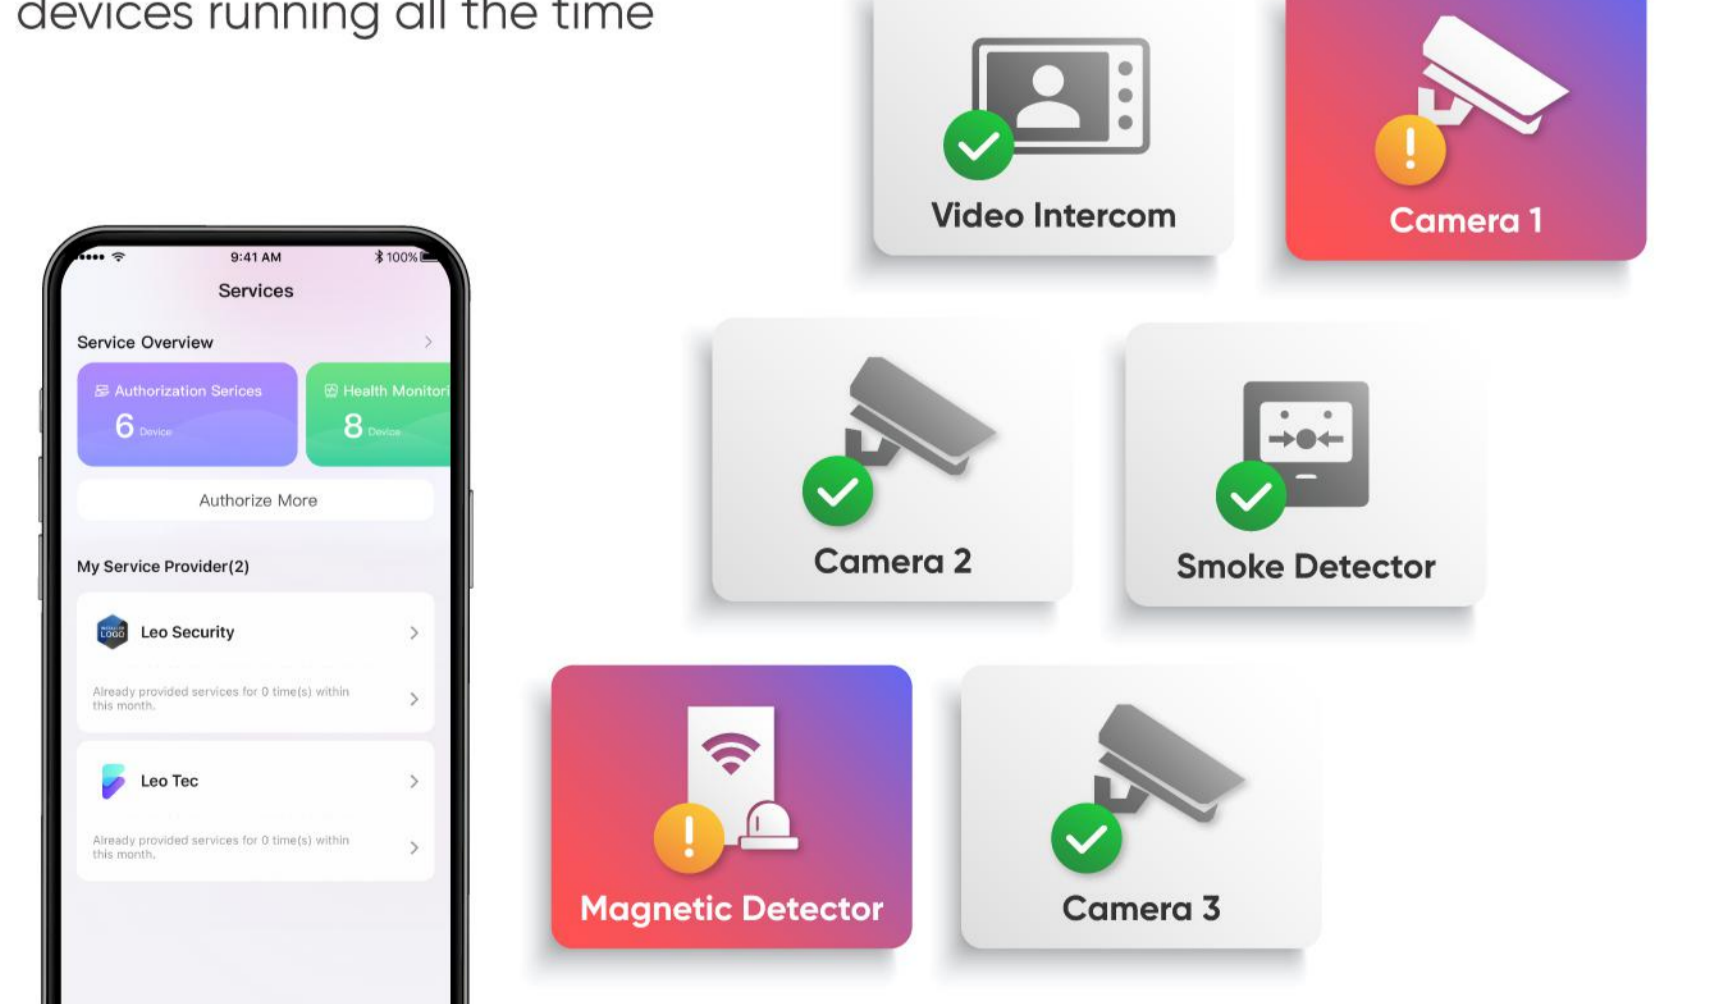 devices running all the time
Video Intercom
Camera 1
9:41 AM
100%
Services
Service Overview
Authorization Serices
6 Device
Health Monitori
8 Device
Authorize More
My Service Provider(2)
LOGO
Leo Security
Already provided services for 0 time(s) within
this month.
Leo Tec
Already provided services for 0 time(s) within
this month.
Camera 2
Smoke Detector
Magnetic Detector
Camera 3